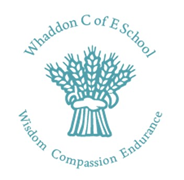 Whaddon C of E School
Wisdom Compassion Endurance